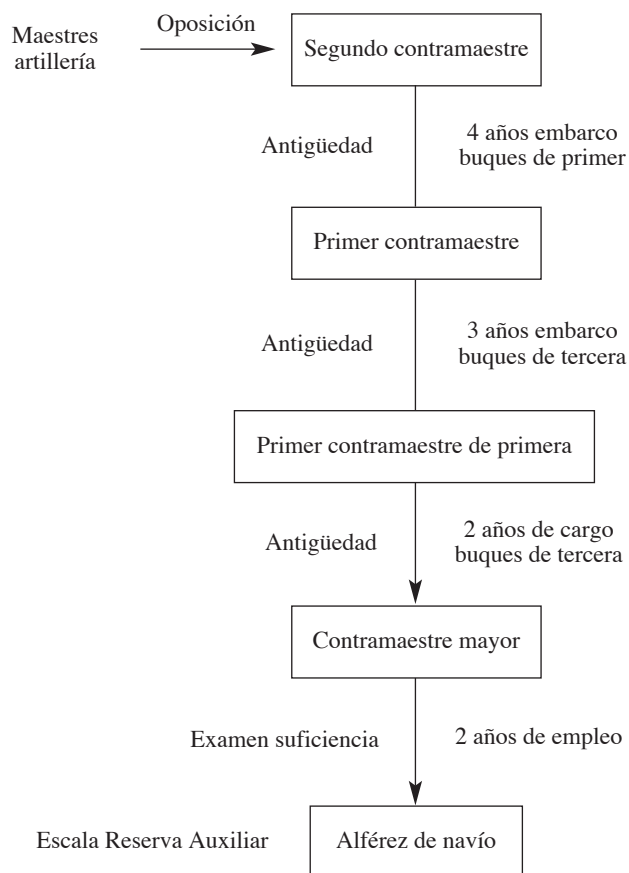 Maestres
artillería
Oposición
Segundo contramaestre
Antigüedad
4 años embarco
buques de primer
Primer contramaestre
Antigüedad
3 años embarco
buques de tercera
Primer contramaestre de primera
Antigüedad
2 años de cargo
buques de tercera
Contramaestre mayor
Examen suficiencia
2 años de empleo
Escala Reserva Auxiliar
Alférez de navío